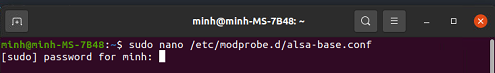 minh@minh-MS-7B48: ~
minh@minh-MS-7B48:~$ sudo nano /etc/modprobe.d/alsa-base.conf
[sudo] password for minh: